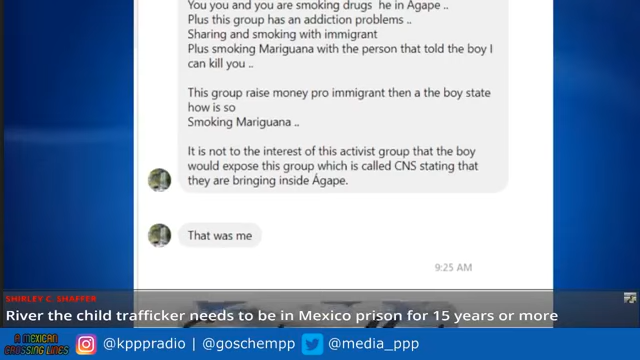 You you and you are smoking drugs he in Agape ..
Plus this group has an addiction problems ..
Sharing and smoking with immigrant
Plus smoking Mariguana with the person that told the boy I
can kill you ..
This group raise money pro immigrant then a the boy state
how is so
Smoking Mariguana ..
It is not to the interest of this activist group that the boy
would expose this group which is called CNS stating that
they are bringing inside Ágape.
That was me
9:25 AM
SHIRLEY C. SHAFFER
River the child trafficker needs to be in Mexico prison for 15 years or more
A MEXICAN
CROSSING LINES
@kpppradio | @goschempp
@media_ppp